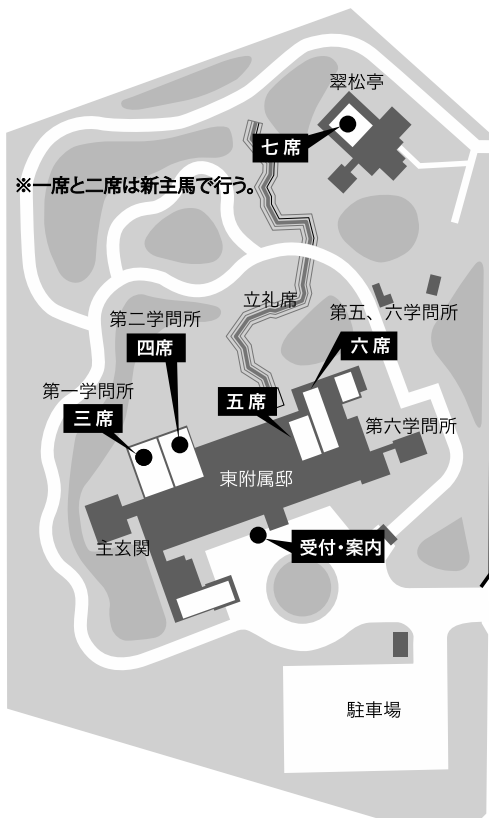 翠松亭
七席
※一席と二席は新主馬で行う。
立礼席
第二学問所
第五、六学問所
四席
六席
第一学問所
五席
三席
第六学問所
東附属邸
主玄関
受付・案内
駐車場